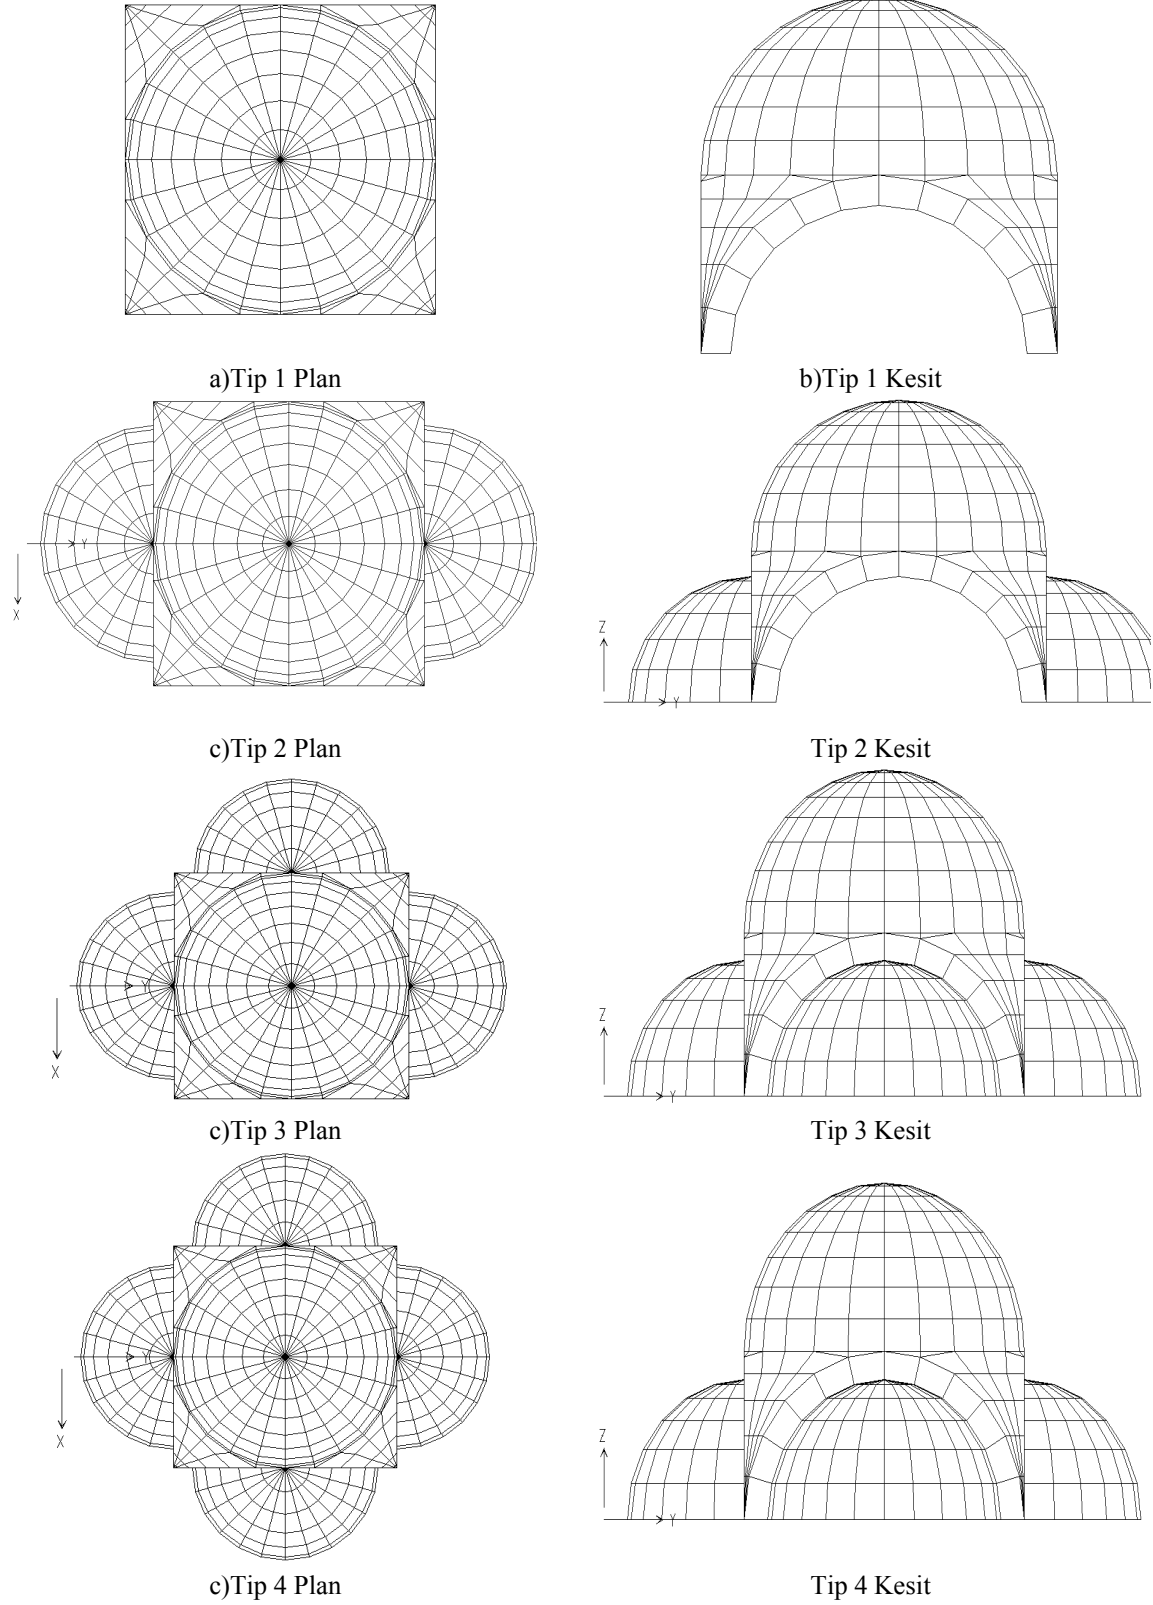 a)Tip 1 Plan
b)Tip 1 Kesit
Y
X
Z
Y
c)Tip 2 Plan
Tip 2 Kesit
Y
X
Z
Y
c)Tip 3 Plan
Tip 3 Kesit
Y
X
Z
Y
c)Tip 4 Plan
Tip 4 Kesit